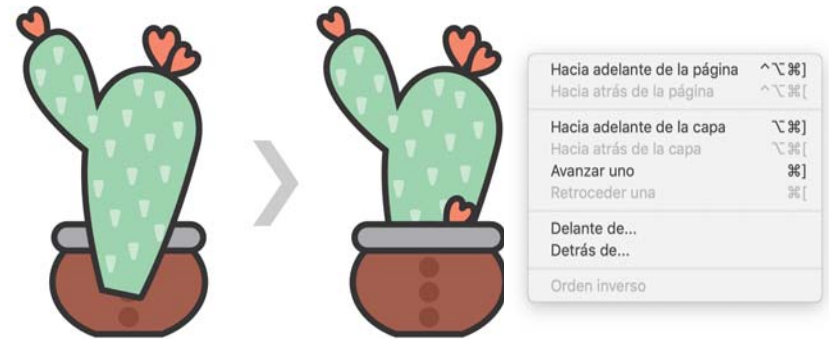 Hacia adelante de la página ⌃⌥⌘]
Hacia atrás de la página ⌃⌥⌘[
Hacia adelante de la capa ⌥⌘]
Hacia atrás de la capa ⌥⌘[
Avanzar uno ⌘]
Retroceder una ⌘[
Delante de...
Detrás de...
Orden inverso